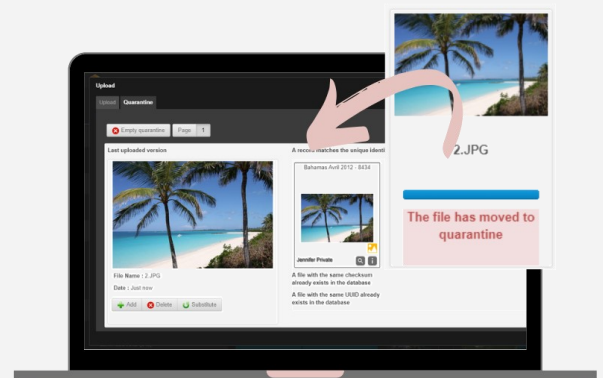 Upload
Upload Quarantine
Empty quarantine Page 1
Last uploaded version
A record matches the unique identi
Bahamas Avril 2012 - 8434
Jennifer Private
File Name : 2.JPG
Date : Just now
Add Delete Substitute
A file with the same checksum
already exists in the database
A file with the same UUID already
exists in the database
2.JPG
The file has moved to
quarantine